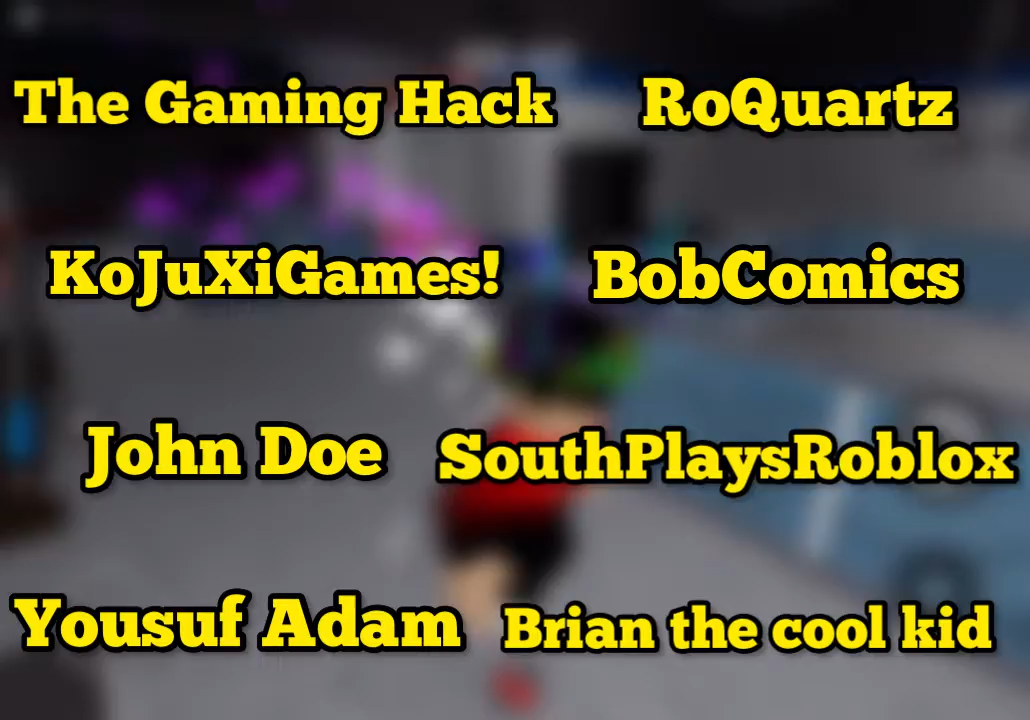 The Gaming Hack
RoQuartz
KoJuXiGames!
BobComics
John Doe
SouthPlaysRoblox
Yousuf Adam
Brian the cool kid